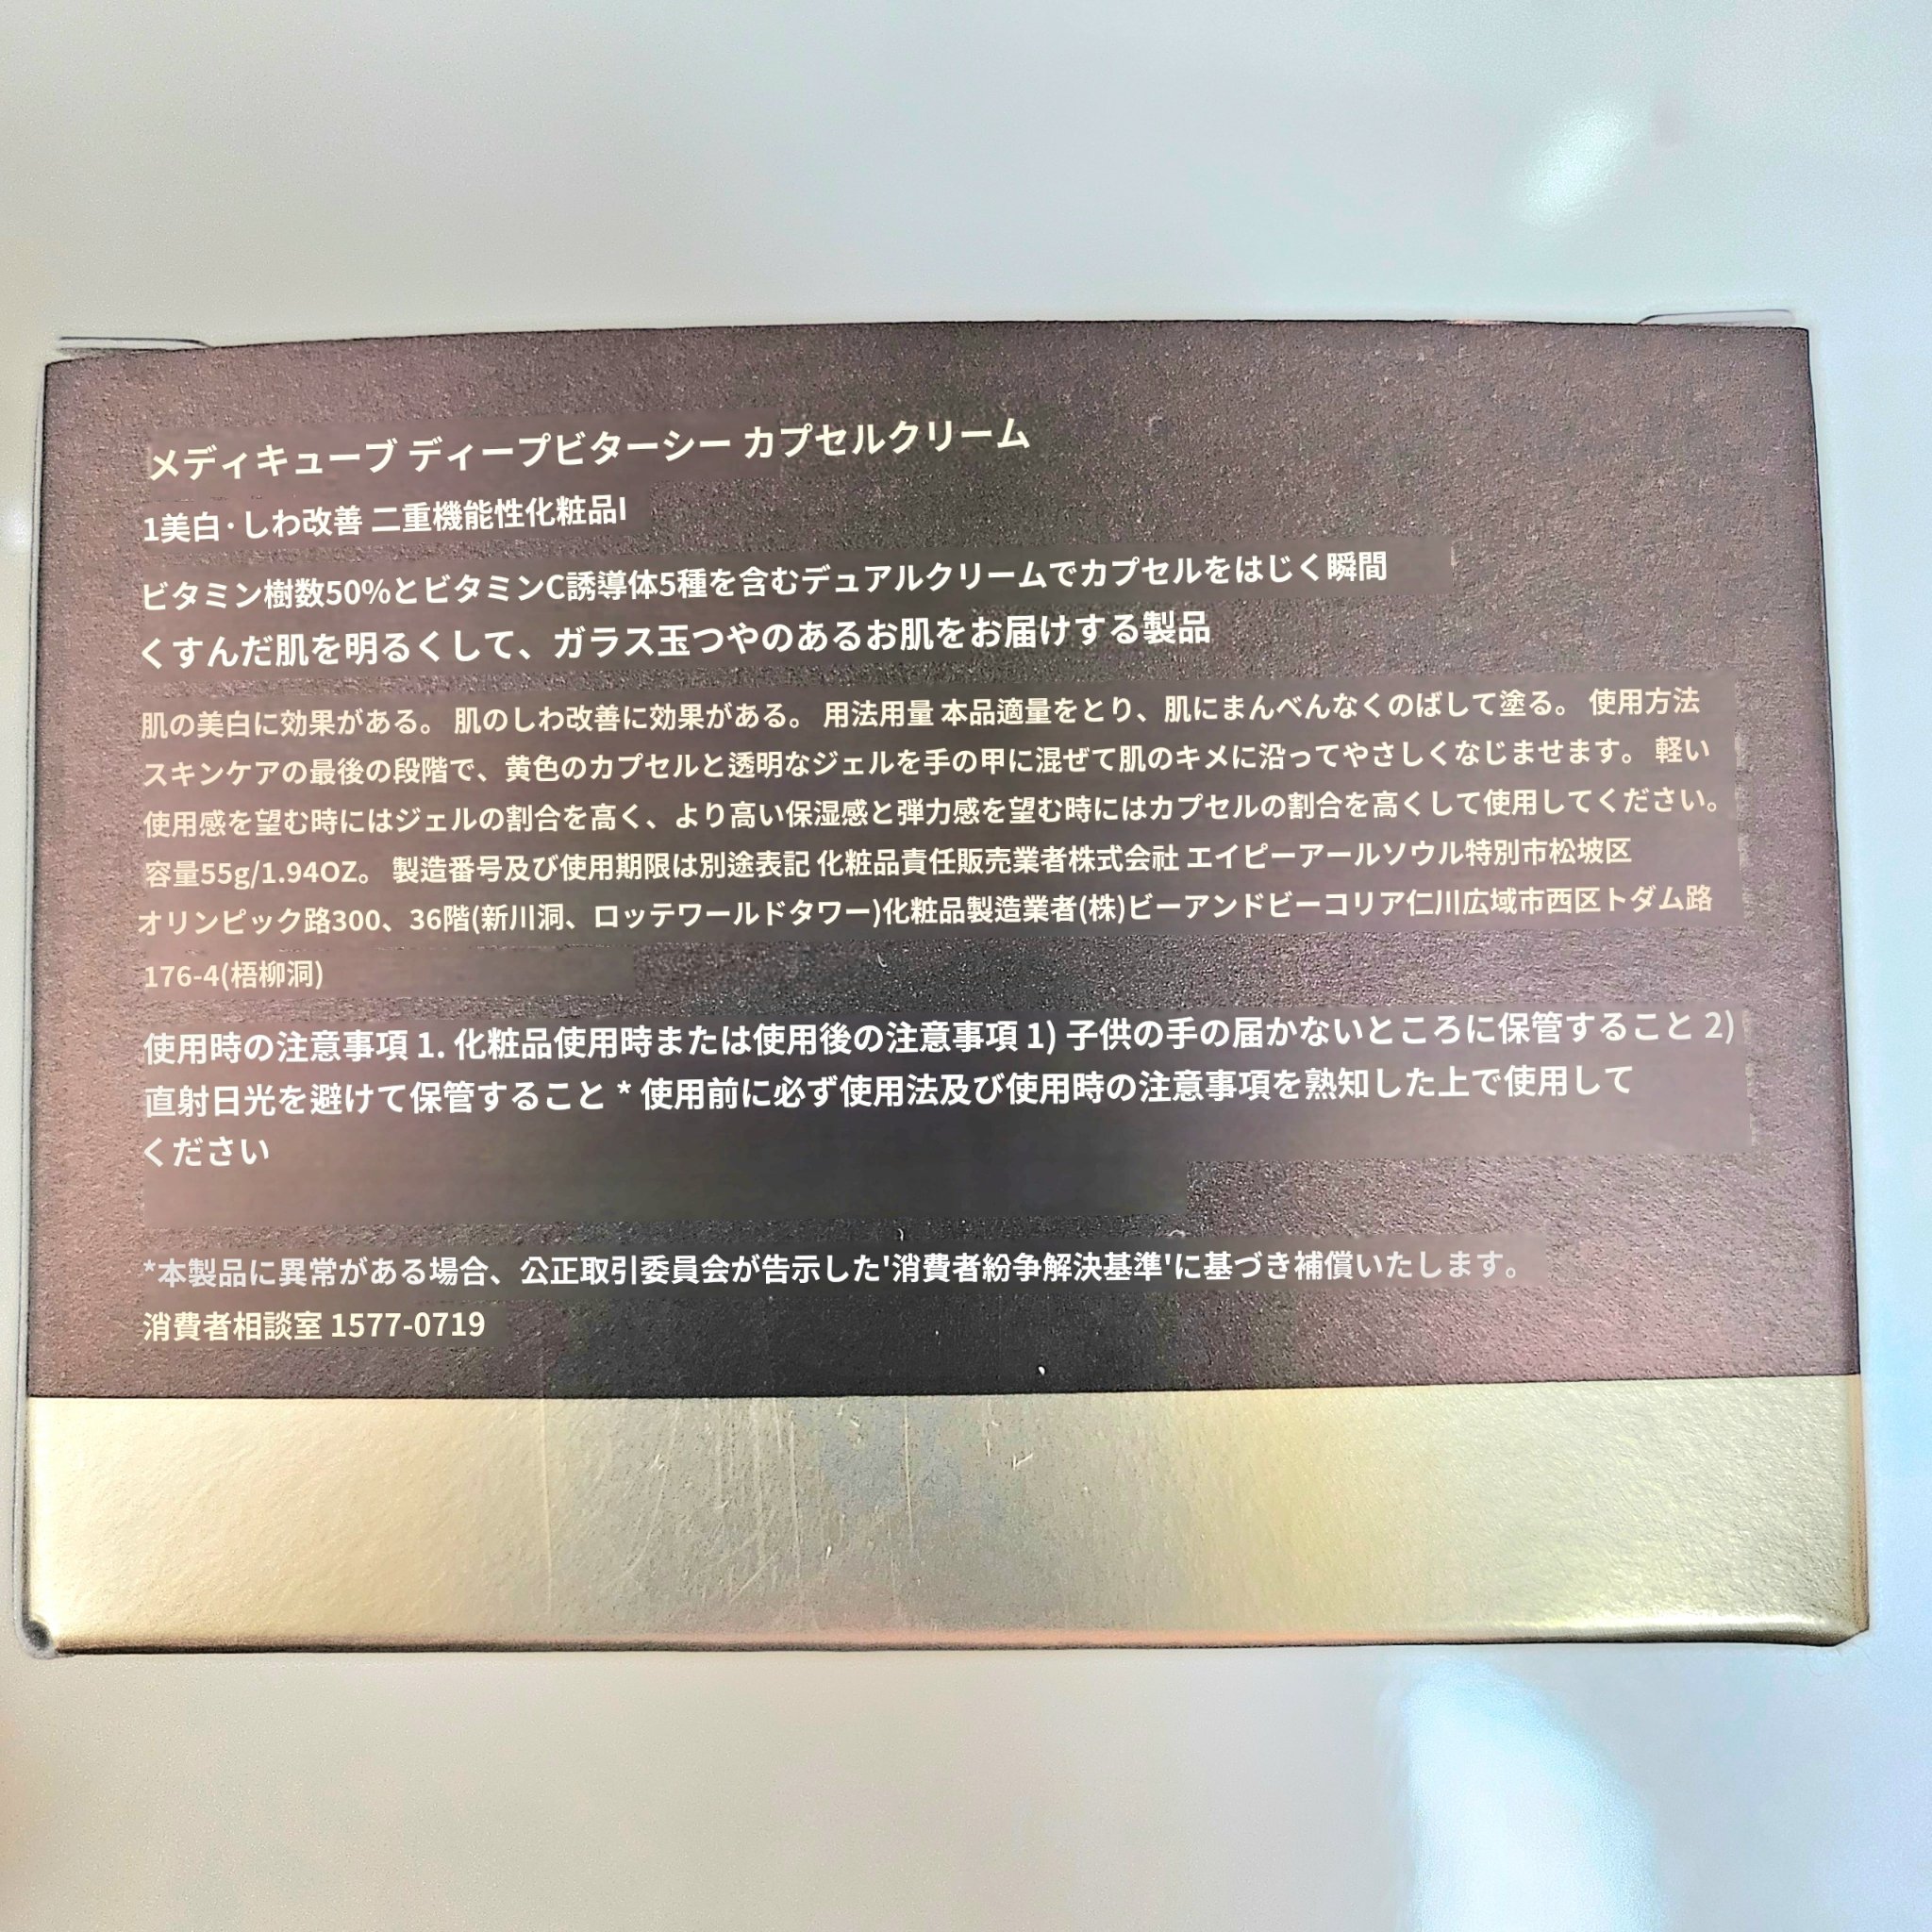 メディキューブ ディープビターシー カプセルクリーム
1美白·しわ改善 二重機能性化粧品I
ビタミン樹数50%とビタミンC誘導体5種を含むデュアルクリームでカプセルをはじく瞬間
くすんだ肌を明るくして、ガラス玉つやのあるお肌をお届けする製品
肌の美白に効果がある。 肌のしわ改善に効果がある。 用法用量 本品適量をとり、肌にまんべんなくのばして塗る。 使用方法
スキンケアの最後の段階で、黄色のカプセルと透明なジェルを手の甲に混ぜて肌のキメに沿ってやさしくなじませます。 軽い
使用感を望む時にはジェルの割合を高く、より高い保湿感と弾力感を望む時にはカプセルの割合を高くして使用してください。
容量55g/1.94OZ。 製造番号及び使用期限は別途表記 化粧品責任販売業者株式会社 エイピーアールソウル特別市松坡区
オリンピック路300、36階(新川洞、ロッテワールドタワー)化粧品製造業者(株)ビーアンドビーコリア仁川広域市西区トダム路
176-4(梧柳洞)
使用時の注意事項 1. 化粧品使用時または使用後の注意事項 1) 子供の手の届かないところに保管すること 2)
直射日光を避けて保管すること * 使用前に必ず使用法及び使用時の注意事項を熟知した上で使用して
ください
*本製品に異常がある場合、公正取引委員会が告示した'消費者紛争解決基準'に基づき補償いたします。
消費者相談室 1577-0719